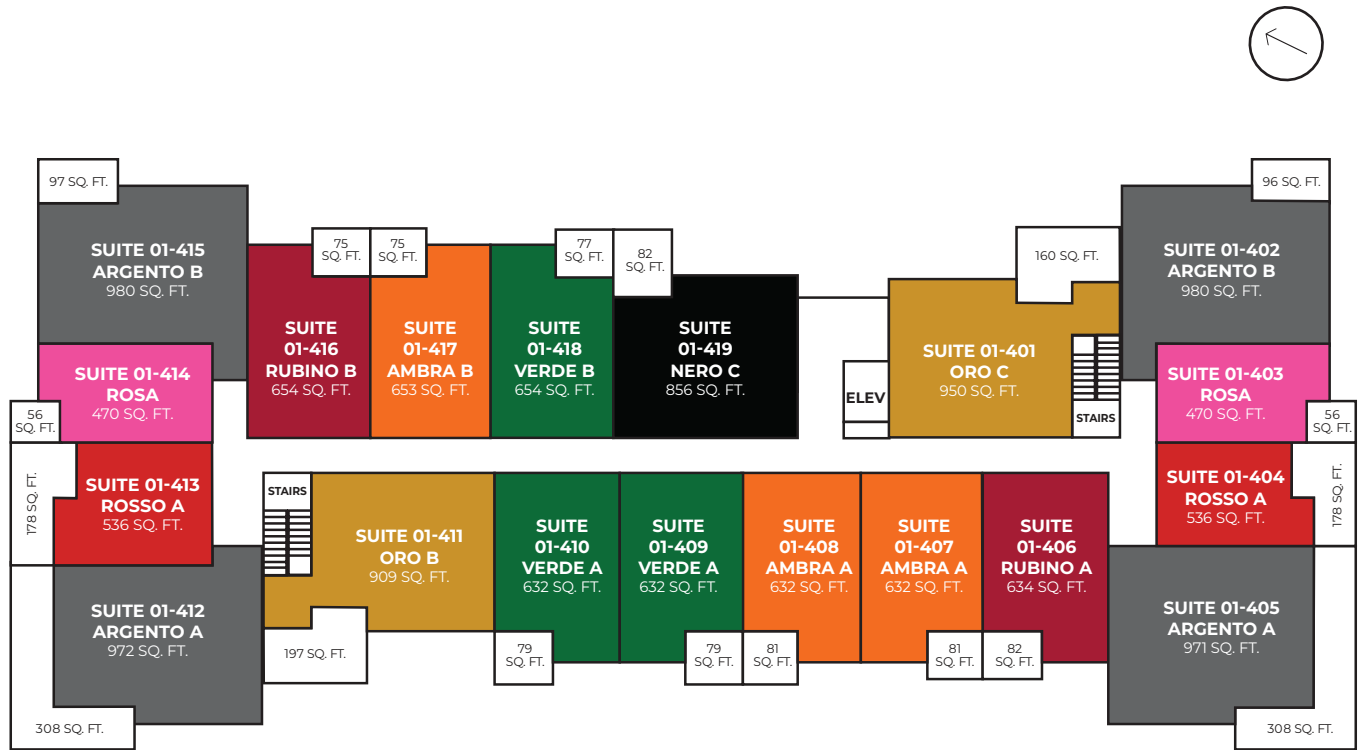 97 SQ. FT.
96 SQ. FT.
SUITE 01-415
ARGENTO B
980 SQ. FT.
75
SQ. FT.
75
SQ. FT.
77
SQ. FT.
82
SQ. FT.
160 SQ. FT.
SUITE 01-402
ARGENTO B
980 SQ. FT.
SUITE
01-416
RUBINO B
654 SQ. FT.
SUITE
01-417
AMBRA B
653 SQ. FT.
SUITE
01-418
VERDE B
654 SQ. FT.
SUITE
01-419
NERO C
856 SQ. FT.
ELEV
SUITE 01-401
ORO C
950 SQ. FT.
STAIRS
SUITE 01-414
ROSA
470 SQ. FT.
SUITE 01-403
ROSA
470 SQ. FT.
56
SQ. FT.
56
SQ. FT.
178 SQ. FT.
SUITE 01-413
ROSSO A
536 SQ. FT.
STAIRS
SUITE 01-411
ORO B
909 SQ. FT.
SUITE
01-410
VERDE A
632 SQ. FT.
SUITE
01-409
VERDE A
632 SQ. FT.
SUITE
01-408
AMBRA A
632 SQ. FT.
SUITE
01-407
AMBRA A
632 SQ. FT.
SUITE
01-406
RUBINO A
634 SQ. FT.
SUITE 01-404
ROSSO A
536 SQ. FT.
178 SQ. FT.
SUITE 01-412
ARGENTO A
972 SQ. FT.
SUITE 01-405
ARGENTO A
971 SQ. FT.
197 SQ. FT.
79
SQ. FT.
79
SQ. FT.
81
SQ. FT.
81
SQ. FT.
82
SQ. FT.
308 SQ. FT.
308 SQ. FT.